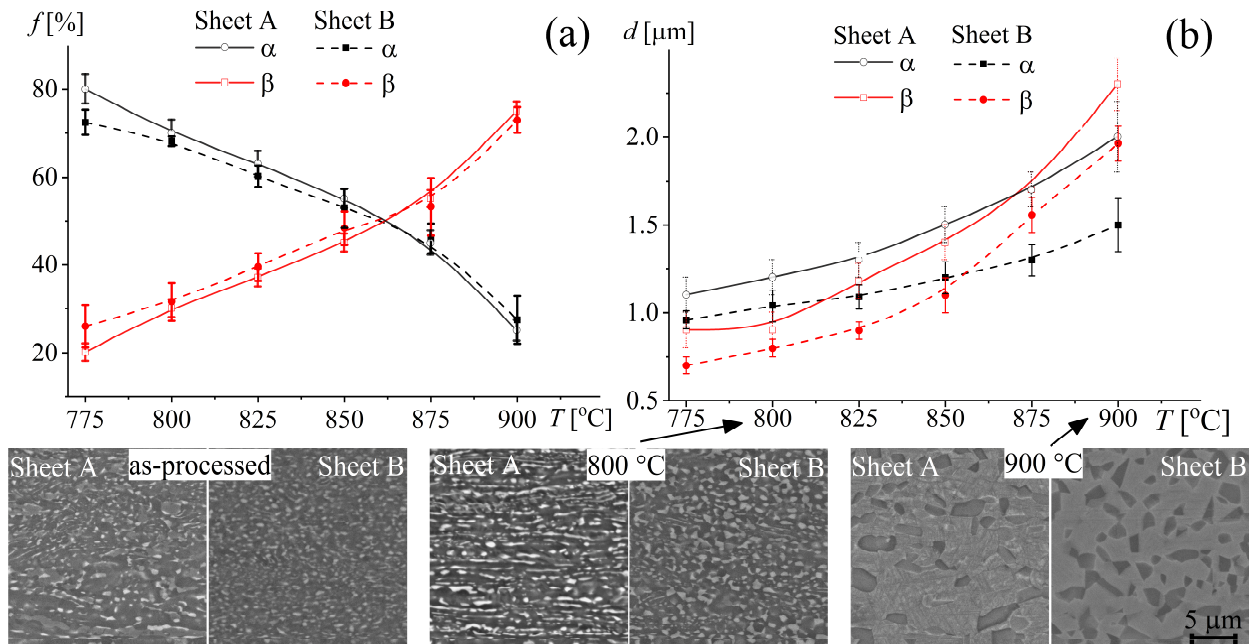 f [%]
Sheet A Sheet B
α α
β β
(a)
80
60
40
20
775 800 825 850 875 900 T [°C]
d [μm]
Sheet A Sheet B
α α
β β
(b)
2.0
1.5
1.0
0.5
775 800 825 850 875 900 T [°C]
Sheet A as-processed Sheet B
Sheet A 800 °C Sheet B
Sheet A 900 °C Sheet B
5 μm